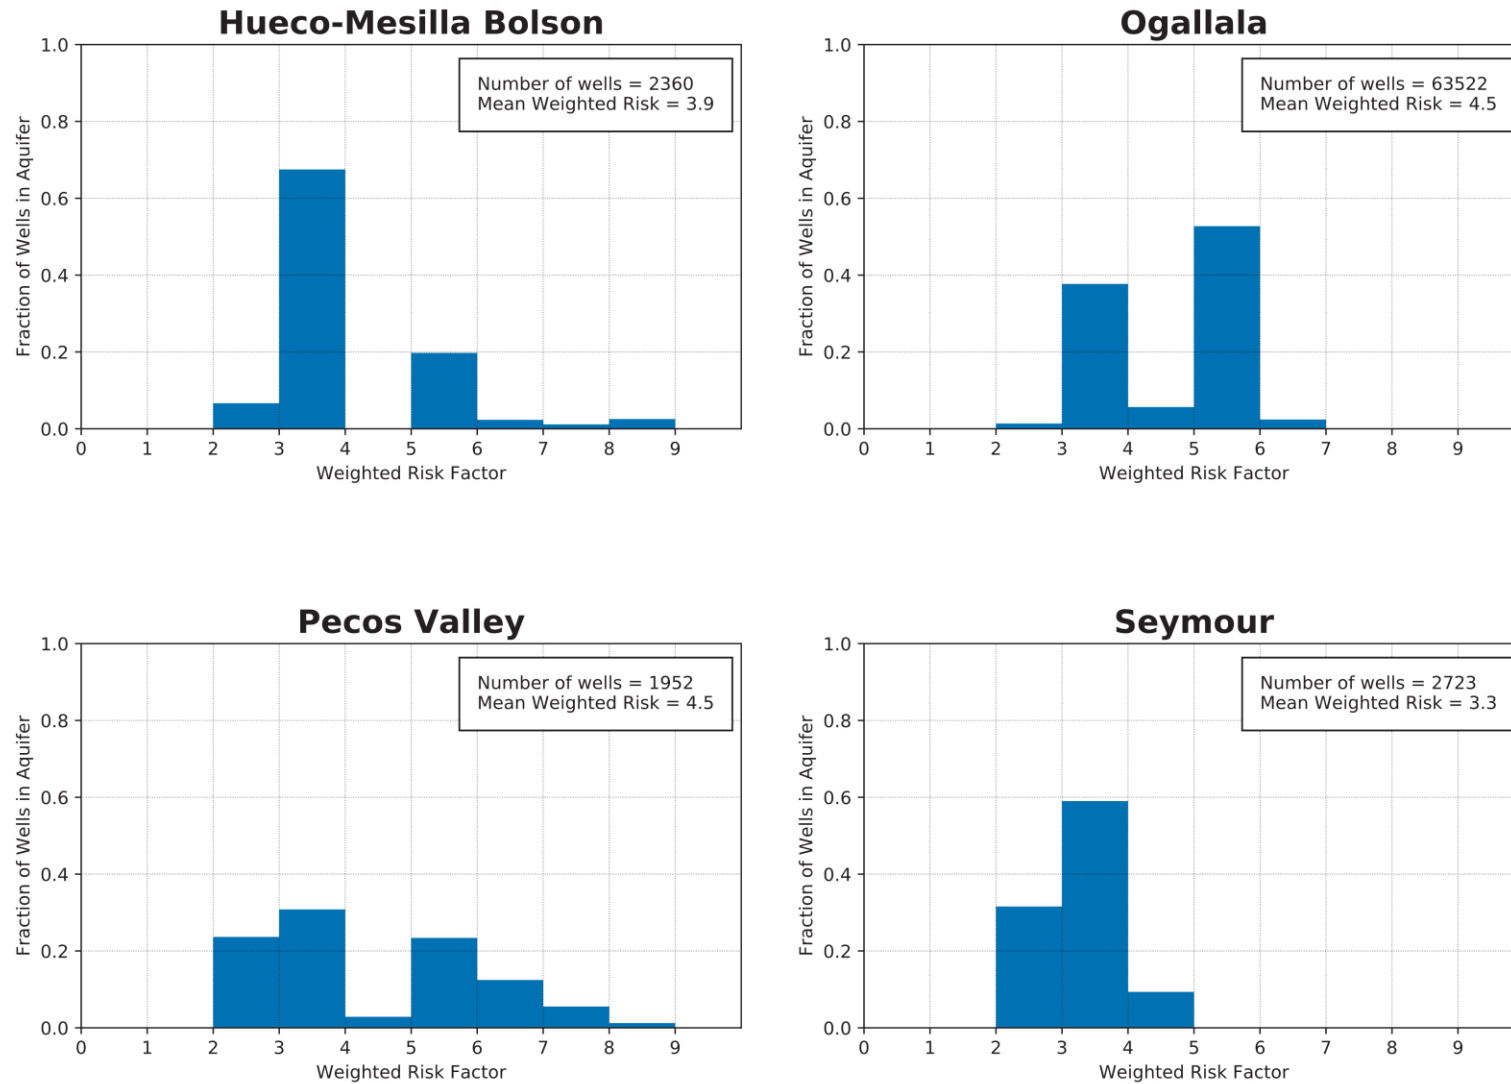 Hueco-Mesilla Bolson
Number of wells = 2360
Mean Weighted Risk = 3.9
Fraction of Wells in Aquifer
1.0
0.8
0.6
0.4
0.2
0.0
0 1 2 3 4 5 6 7 8 9
Weighted Risk Factor
Ogallala
Number of wells = 63522
Mean Weighted Risk = 4.5
Fraction of Wells in Aquifer
1.0
0.8
0.6
0.4
0.2
0.0
0 1 2 3 4 5 6 7 8 9
Weighted Risk Factor
Pecos Valley
Number of wells = 1952
Mean Weighted Risk = 4.5
Fraction of Wells in Aquifer
1.0
0.8
0.6
0.4
0.2
0.0
0 1 2 3 4 5 6 7 8 9
Weighted Risk Factor
Seymour
Number of wells = 2723
Mean Weighted Risk = 3.3
Fraction of Wells in Aquifer
1.0
0.8
0.6
0.4
0.2
0.0
0 1 2 3 4 5 6 7 8 9
Weighted Risk Factor